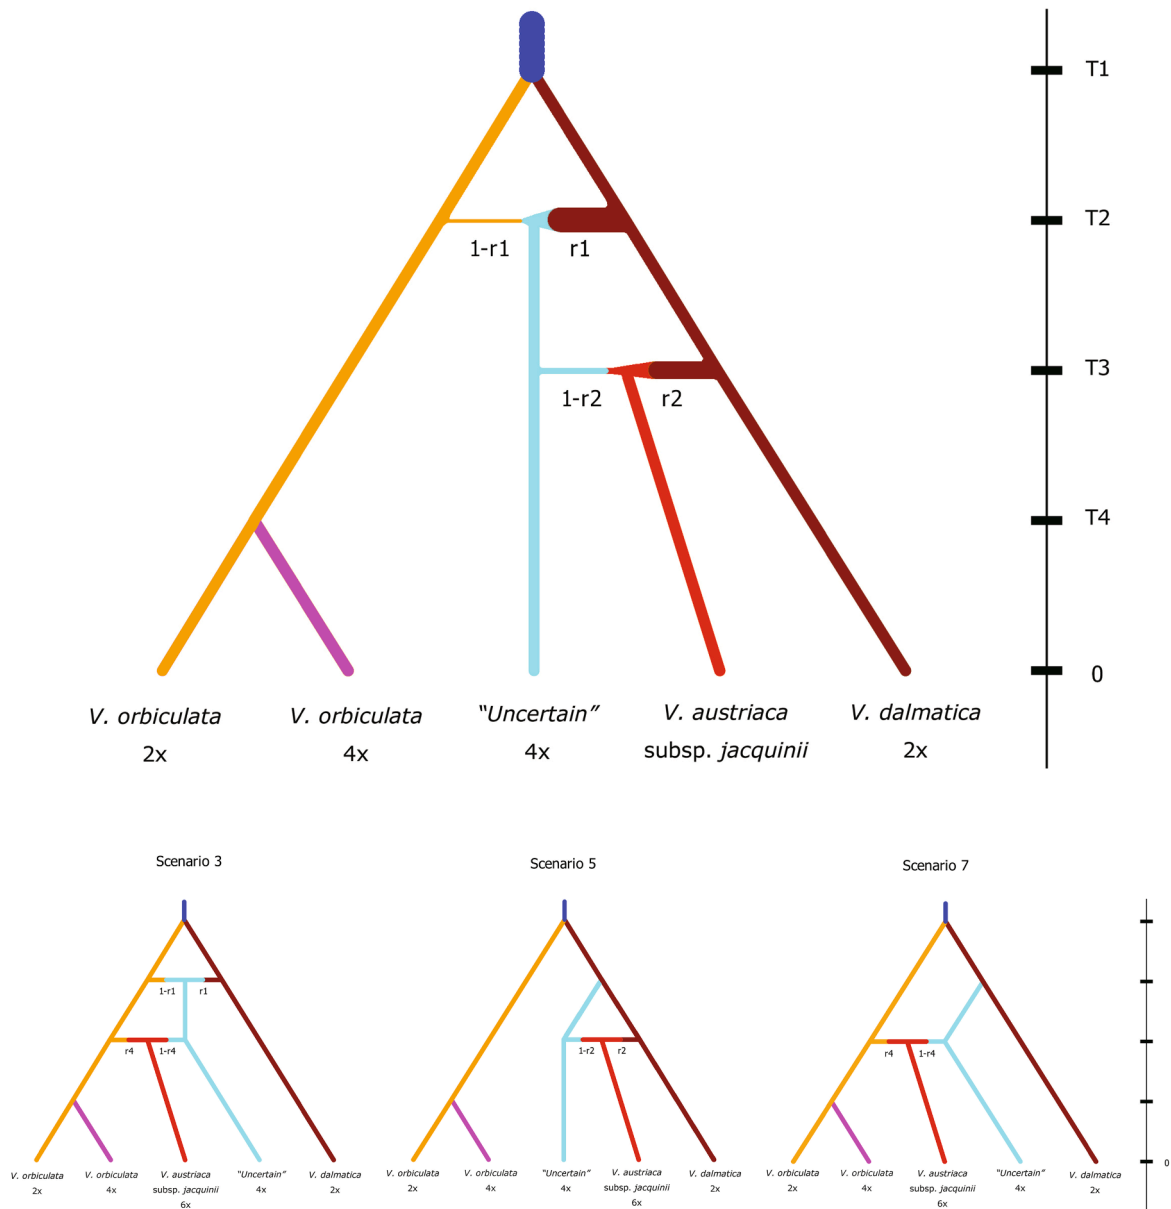 T1
T2
1-r1
r1
T3
1-r2
r2
T4
0
V. orbiculata
2x
V. orbiculata
4x
“Uncertain”
4x
V. austriaca
subsp. jacquinii
V. dalmatica
2x
Scenario 3
1-r1
r1
r4
1-r4
V. orbiculata
2x
V. orbiculata
4x
V. austriaca
subsp. jacquinii
6x
“Uncertain”
4x
V. dalmatica
2x
Scenario 5
1-r2
r2
V. orbiculata
2x
V. orbiculata
4x
“Uncertain”
4x
V. austriaca
subsp. jacquinii
6x
V. dalmatica
2x
Scenario 7
r4
1-r4
V. orbiculata
2x
V. orbiculata
4x
V. austriaca
subsp. jacquinii
6x
“Uncertain”
4x
V. dalmatica
2x
0